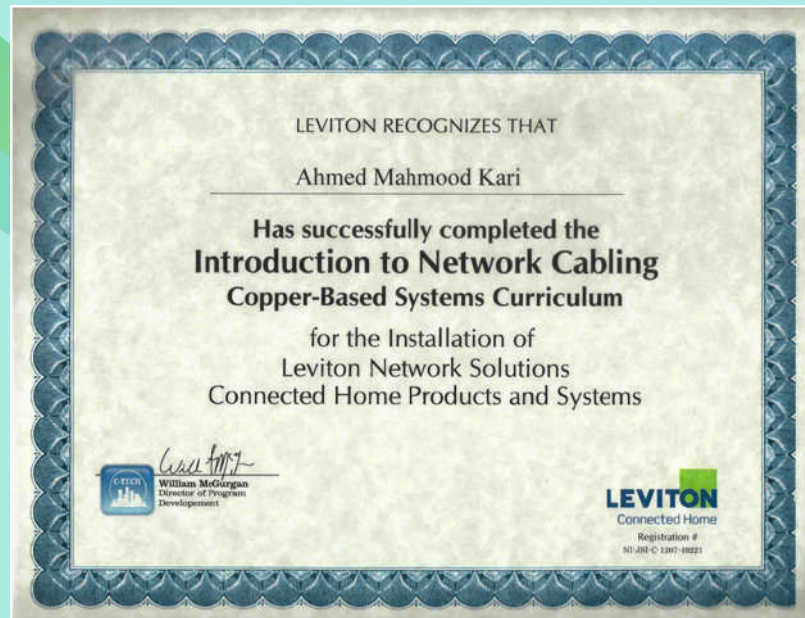 LEVITON RECOGNIZES THAT
Ahmed Mahmood Kari
Has successfully completed the
Introduction to Network Cabling
Copper-Based Systems Curriculum
for the Installation of
Leviton Network Solutions
Connected Home Products and Systems
C-TECH
William McGurgan
Director of Program
Developement
LEVITON
Connected Home
Registration #